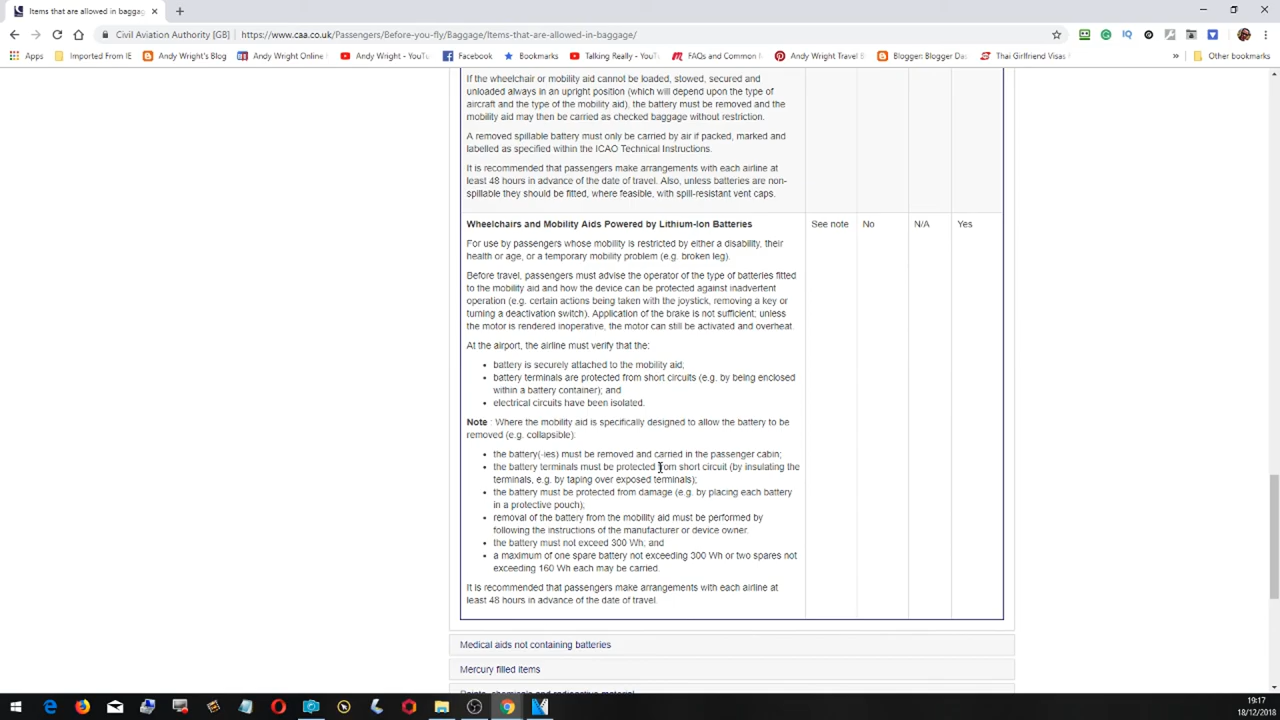 Items that are allowed in bagga
Civil Aviation Authority [GB] | https://www.caa.co.uk/Passengers/Before-you-fly/Baggage/Items-that-are-allowed-in-baggage/
Apps Imported From IE Andy Wright's Blog Andy Wright Online Andy Wright - YouTu Facebook Bookmarks Talking Really - YouTu FAQs and Common Andy Wright Travel & Bloggen Blogger Das Thai Girlfriend Visas » Other bookmarks
If the wheelchair or mobility aid cannot be loaded, stowed, secured and
unloaded always in an upright position (which will depend upon the type of
aircraft and the type of the mobility aid), the battery must be removed and the
mobility aid may then be carried as checked baggage without restriction.
A removed spillable battery must only be carried by air if packed, marked and
labelled as specified within the ICAO Technical Instructions.
It is recommended that passengers make arrangements with each airline at
least 48 hours in advance of the date of travel. Also, unless batteries are non-
spillable they should be fitted, where feasible, with spill-resistant vent caps.
Wheelchairs and Mobility Aids Powered by Lithium-Ion Batteries See note No N/A Yes
For use by passengers whose mobility is restricted by either a disability, their
health or age, or a temporary mobility problem (e.g. broken leg).
Before travel, passengers must advise the operator of the type of batteries fitted
to the mobility aid and how the device can be protected against inadvertent
operation (e.g. certain actions being taken with the joystick, removing a key or
turning a deactivation switch). Application of the brake is not sufficient; unless
the motor is rendered inoperative, the motor can still be activated and overheat.
At the airport, the airline must verify that the:
• battery is securely attached to the mobility aid;
• battery terminals are protected from short circuits (e.g. by being enclosed
within a battery container); and
• electrical circuits have been isolated.
Note : Where the mobility aid is specifically designed to allow the battery to be
removed (e.g. collapsible):
• the battery(-ies) must be removed and carried in the passenger cabin;
• the battery terminals must be protected from short circuit (by insulating the
terminals, e.g. by taping over exposed terminals);
• the battery must be protected from damage (e.g. by placing each battery
in a protective pouch);
• removal of the battery from the mobility aid must be performed by
following the instructions of the manufacturer or device owner.
• the battery must not exceed 300 Wh; and
• a maximum of one spare battery not exceeding 300 Wh or two spares not
exceeding 160 Wh each may be carried.
It is recommended that passengers make arrangements with each airline at
least 48 hours in advance of the date of travel.
Medical aids not containing batteries
Mercury filled items
19:17
18/12/2018